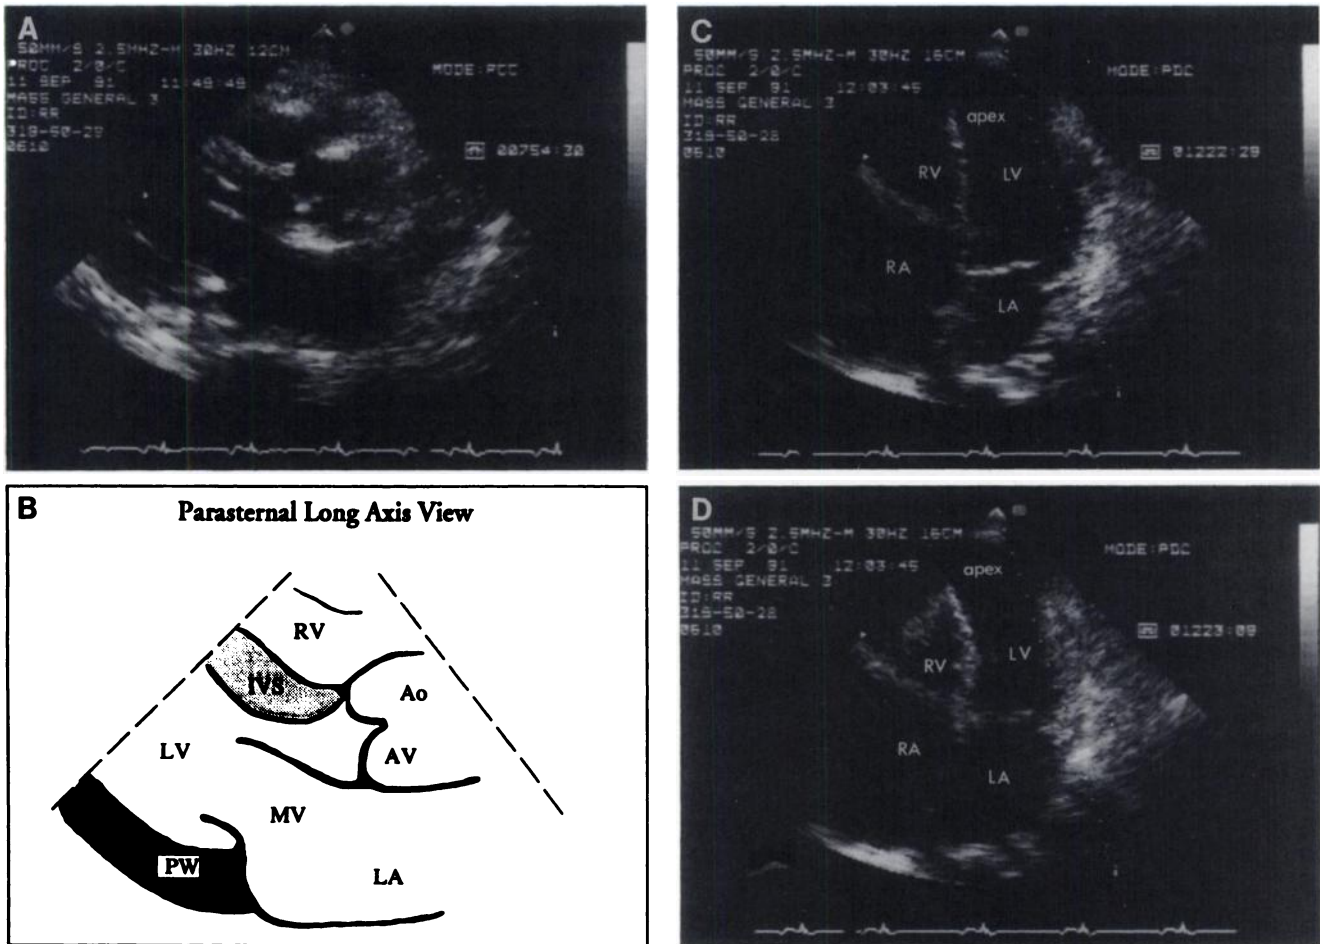 A
50MM/S 2.5MHZ-M 30HZ 12CM
PROC 2/0/C
11 SEP 91 11:49:49
MASS GENERAL 3
ID:RR
0610
00754:30
C
50MM/S 2.5MHZ-M 30HZ 16CM
PROC 2/0/C
11 SEP 91 12:03:45
MASS GENERAL 3
ID:RR
319-50-28
0610
MODE:PDC
01222:29
apex
RV
LV
RA
LA
B
Parasternal Long Axis View
RV
IVS
Ao
LV
AV
MV
PW
LA
D
50MM/S 2.5MHZ-M 30HZ 16CM
PROC 2/0/C
11 SEP 91 12:03:45
MASS GENERAL 3
ID:RR
319-50-28
0610
MODE:PDC
01223:09
apex
RV
LV
RA
LA